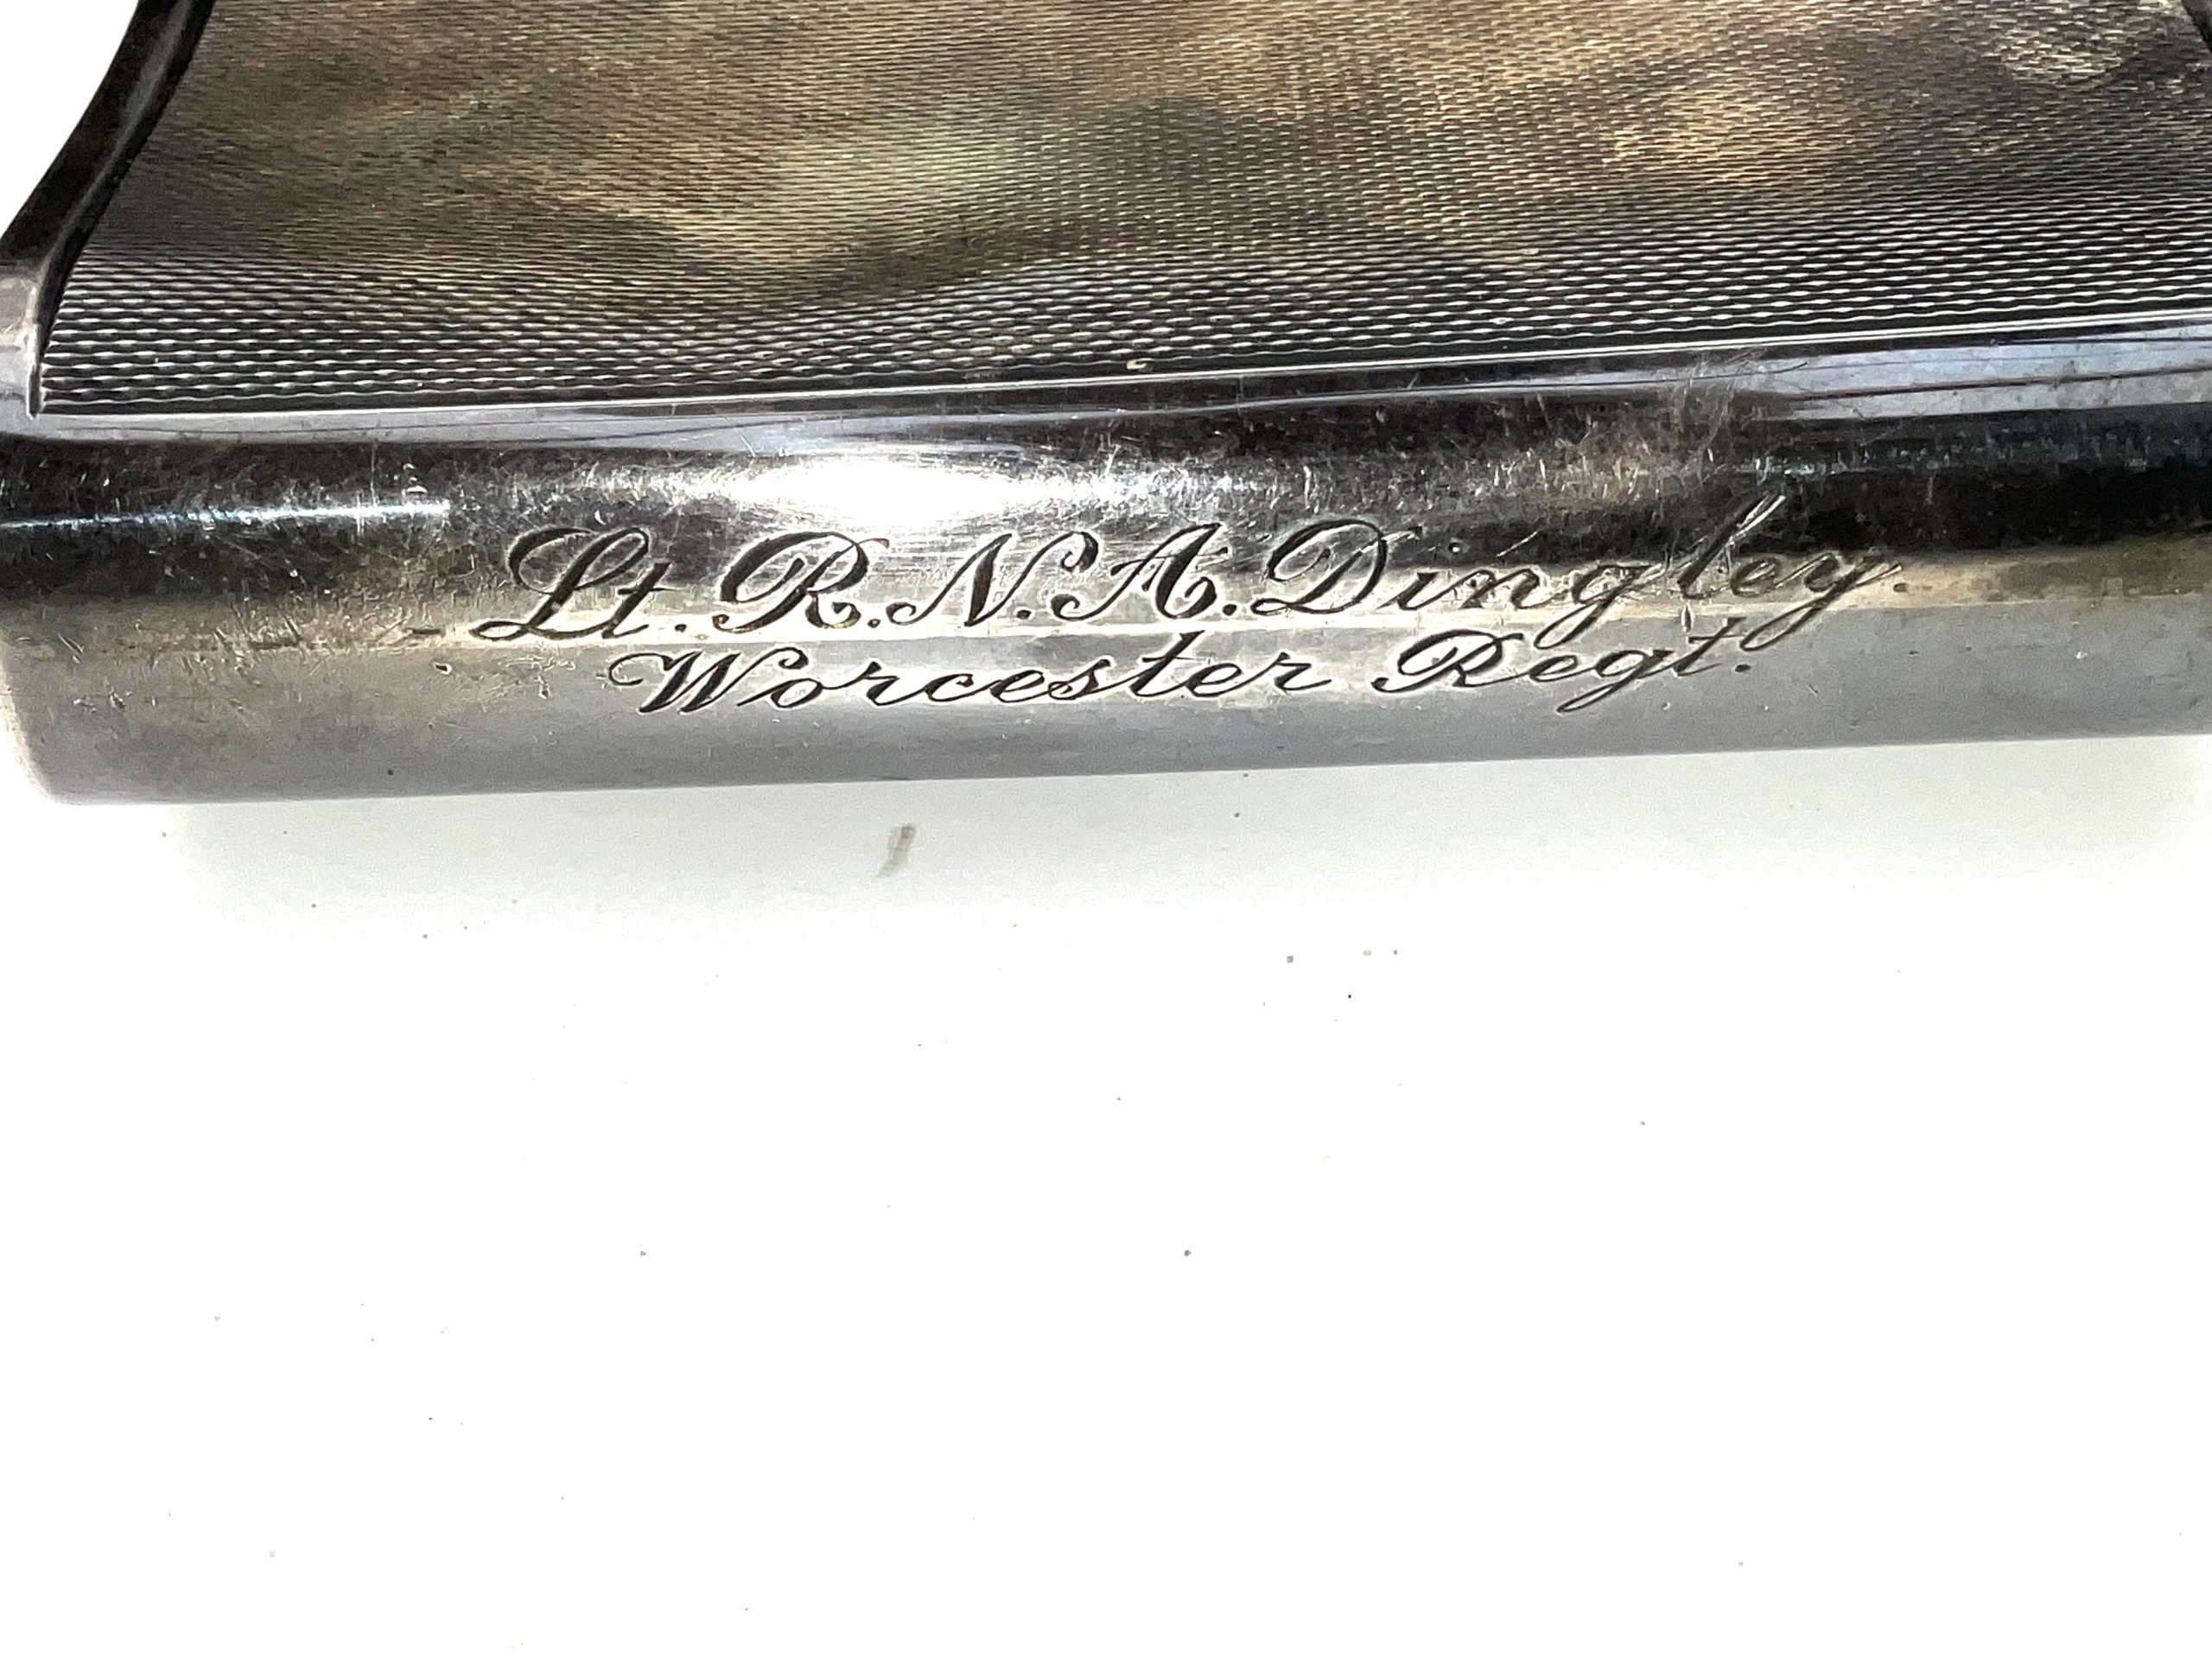 Lt. R. N. A. Dingley.
Worcester Regt.